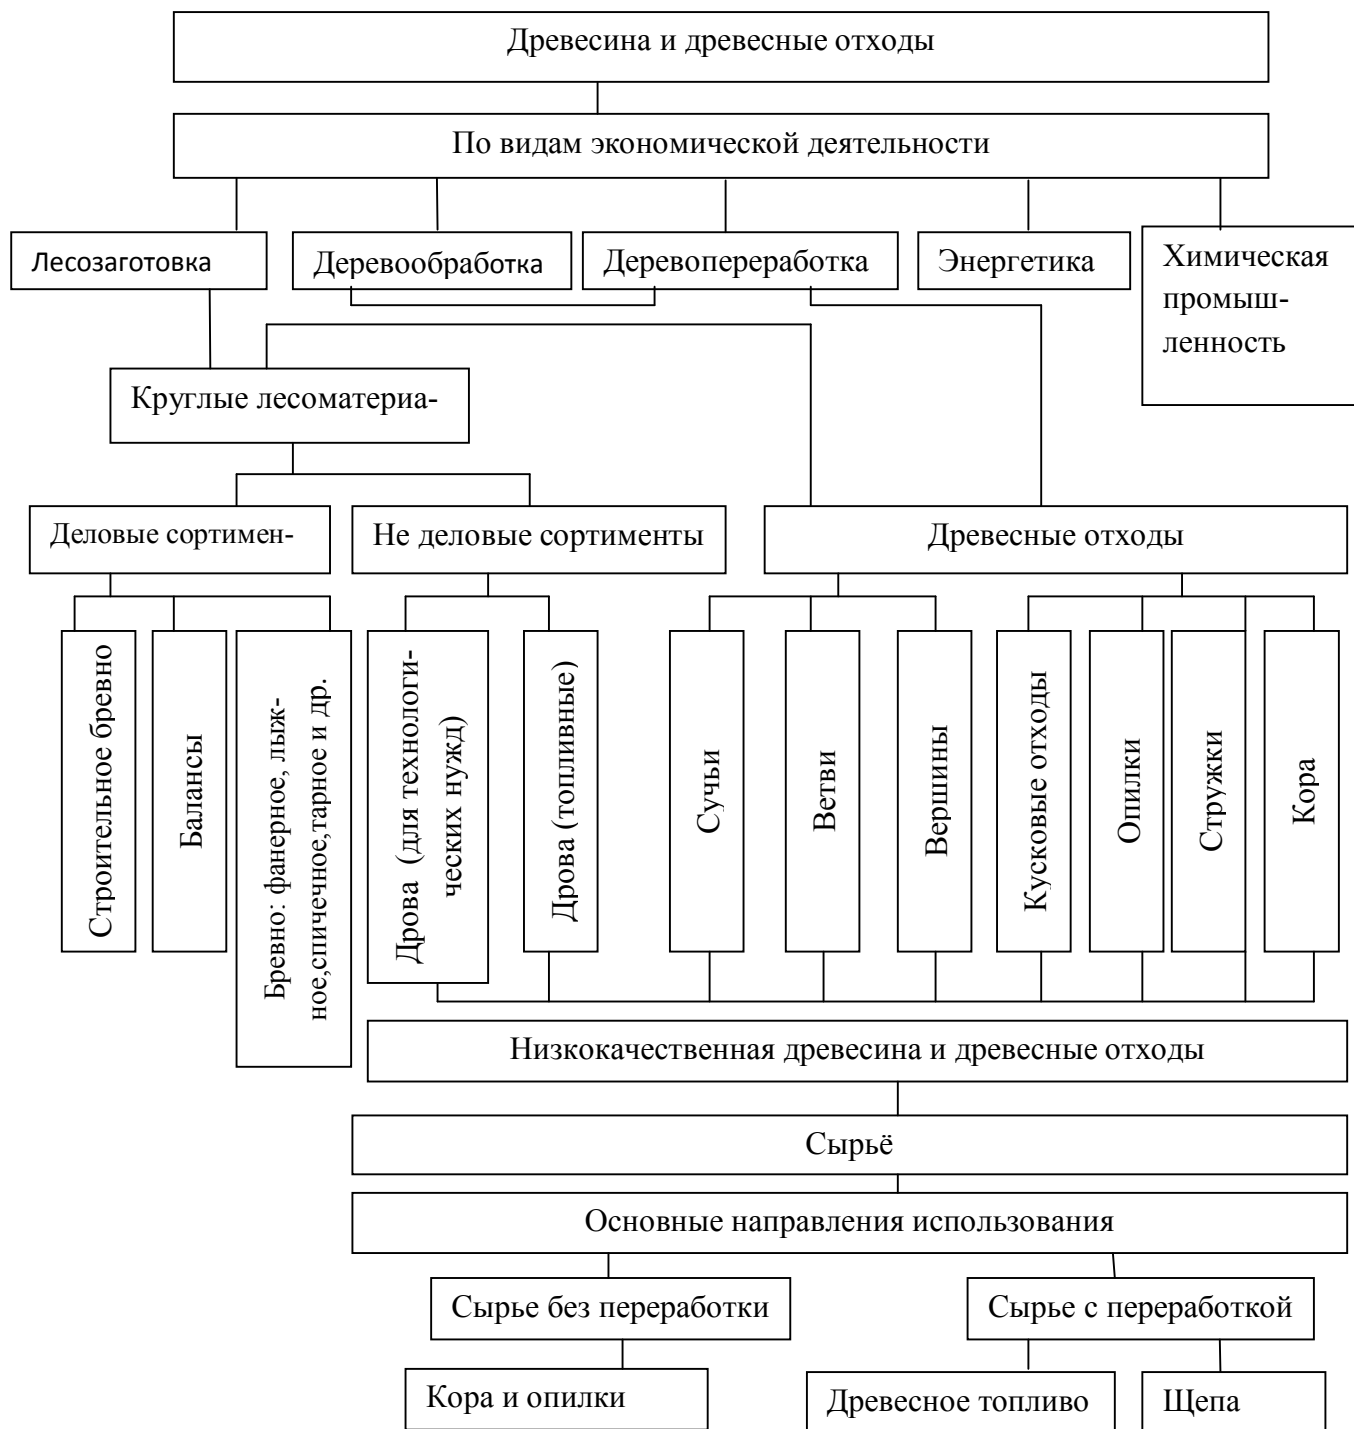 Древесина и древесные отходы
По видам экономической деятельности
Лесозаготовка
Деревообработка
Деревопереработка
Энергетика
Химическая
промыш-
ленность
Круглые лесоматериа-
Деловые сортимен-
Не деловые сортименты
Древесные отходы
Строительное бревно
Балансы
Бревно: фанерное, лыж-
ное,спичечное,тарное и др.
Дрова (для технологи-
ческих нужд)
Дрова (топливные)
Сучьи
Ветви
Вершины
Кусковые отходы
Опилки
Стружки
Кора
Низкокачественная древесина и древесные отходы
Сырьё
Основные направления использования
Сырье без переработки
Сырье с переработкой
Кора и опилки
Древесное топливо
Щепа